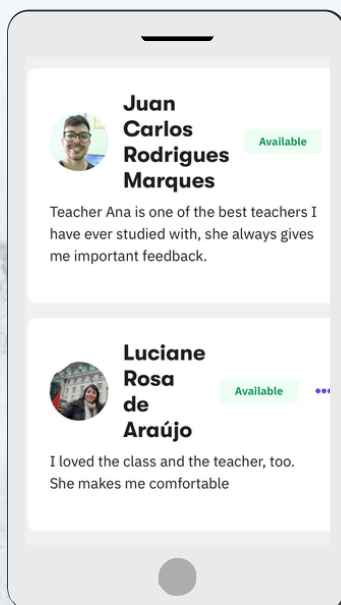 Juan
Carlos
Rodrigues
Marques
Available
Teacher Ana is one of the best teachers I
have ever studied with, she always gives
me important feedback.
Luciane
Rosa
de
Araújo
Available
I loved the class and the teacher, too.
She makes me comfortable